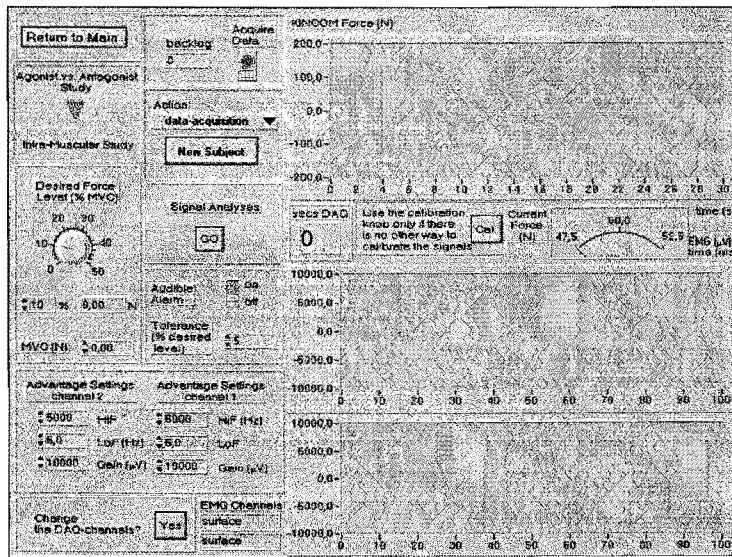 Return to Main
Agonist vs. Antagonist
Study
Intra-Muscular Study
Desired Force
Level (% MVC)
20 30
10 40
0 50
10 % 0,00 N
MVC (N) 0,00
backlog
0
Acquire
Data
Action
data-acquisition
New Subject
Signal Analyses
GO
Audible
Alarm
on
off
Tolerance
(% desired
level)
5
Advantage Settings
channel 2
5000 HiF
5,0 LoF (Hz)
10000 Gain (µV)
Advantage Settings
channel 1
5000 HiF (Hz)
5,0 LoF
10000 Gain (µV)
Change
the DAQ-channels?
Yes
EMG Channels
surface
surface
KINCOM Force (N)
200,0
100,0
0,0
-100,0
-200,0
0 2 4 6 8 10 12 14 16 18 20 22 24 26 28 30
time (s
secs DAQ
0
Use the calibration
knob only if there
is no other way to
calibrate the signals
Cal
Current
Force
(N)
47,5 50,0 52,5
EMG (µV)
time (ms
10000,0
5000,0
0,0
-5000,0
-10000,0
0 10 20 30 40 50 60 70 80 90 100
10000,0
5000,0
0,0
-5000,0
-10000,0
0 10 20 30 40 50 60 70 80 90 100